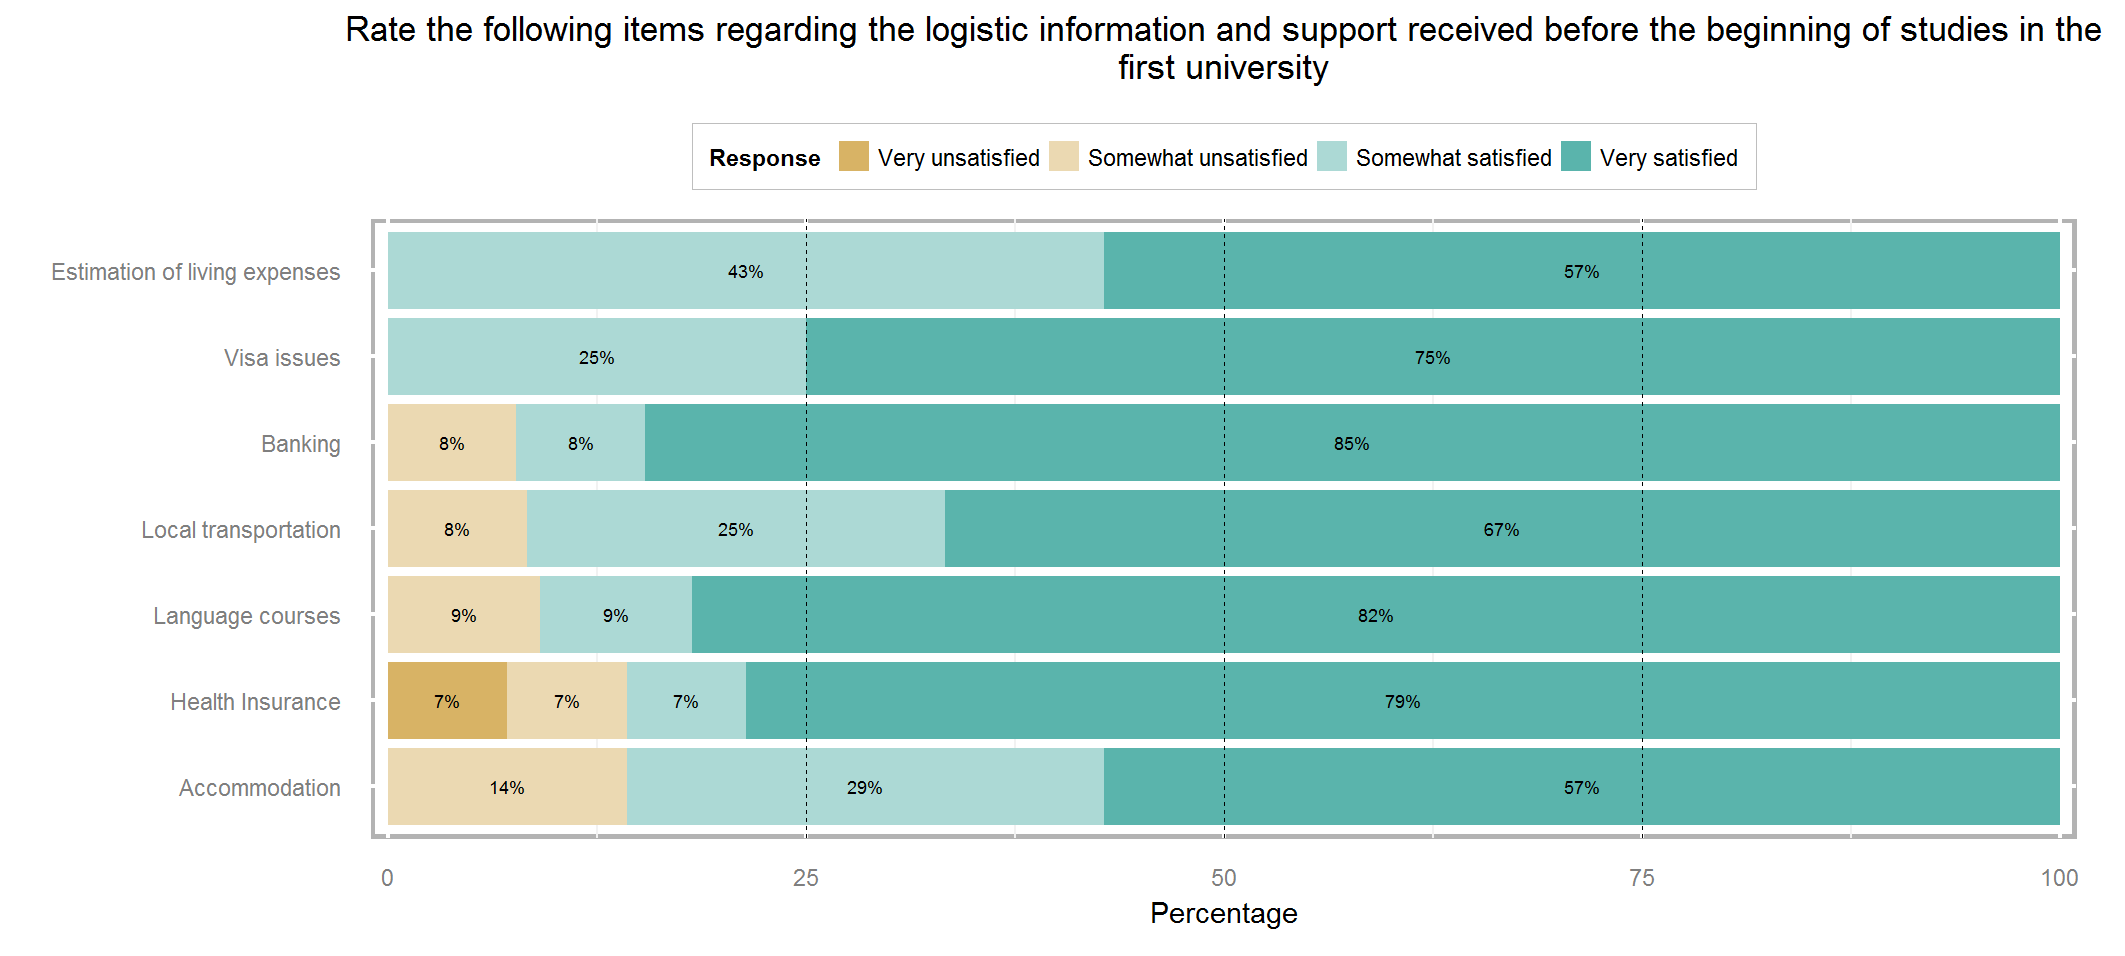 Rate the following items regarding the logistic information and support received before the beginning of studies in the
first university
Response Very unsatisfied Somewhat unsatisfied Somewhat satisfied Very satisfied
Estimation of living expenses 43% 57%
Visa issues 25% 75%
Banking 8% 8% 85%
Local transportation 8% 25% 67%
Language courses 9% 9% 82%
Health Insurance 7% 7% 7% 79%
Accommodation 14% 29% 57%
0 25 50 75 100
Percentage